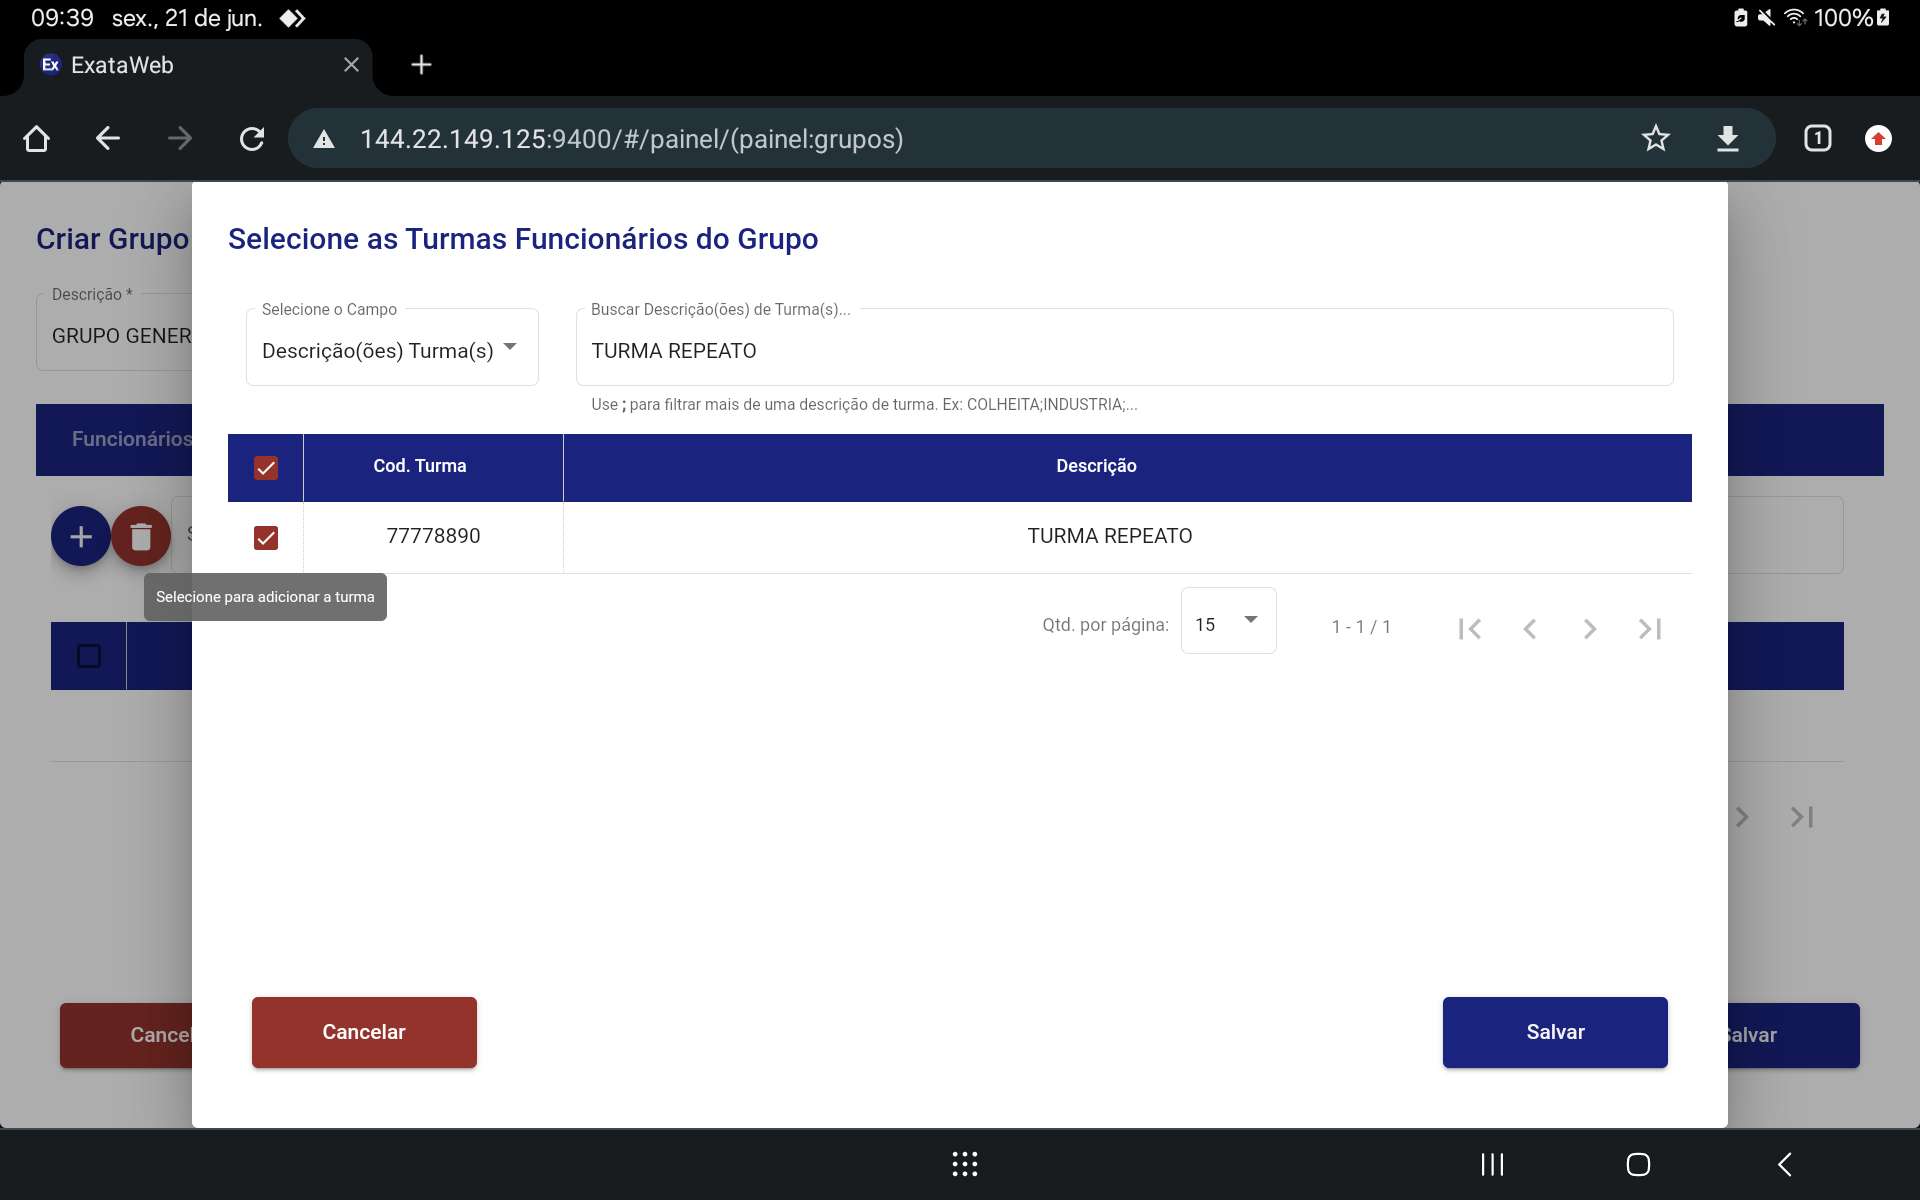 09:39 sex., 21 de jun. 100%
Ex ExataWeb
144.22.149.125:9400/#/painel/(painel:grupos) 1
Criar Grupo
Selecione as Turmas Funcionários do Grupo
Descrição *
GRUPO GENER
Selecione o Campo
Descrição(ões) Turma(s)
Buscar Descrição(ões) de Turma(s)...
TURMA REPEATO
Use ; para filtrar mais de uma descrição de turma. Ex: COLHEITA;INDUSTRIA;...
Funcionários
Cod. Turma Descrição
77778890 TURMA REPEATO
Selecione para adicionar a turma
Qtd. por página: 15 1 - 1 / 1
Cancel
Cancelar
Salvar
Salvar